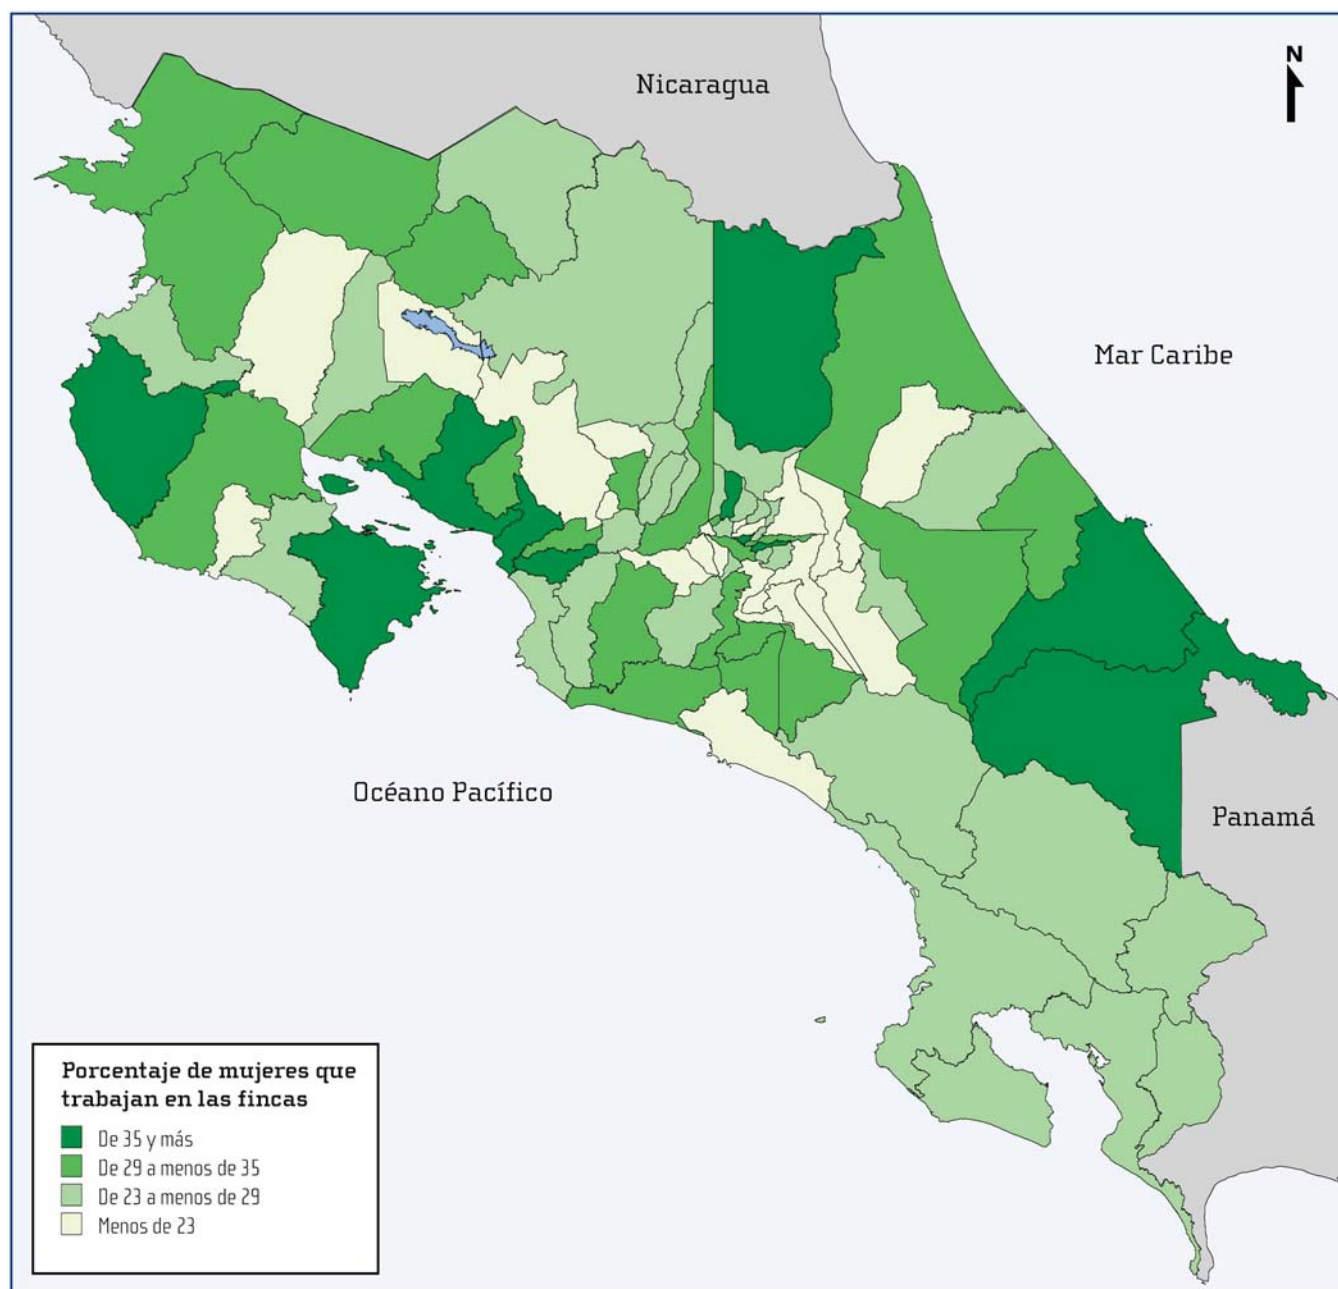 N
Nicaragua
Mar Caribe
Océano Pacífico
Panamá
Porcentaje de mujeres que
trabajan en las fincas
De 35 y más
De 29 a menos de 35
De 23 a menos de 29
Menos de 23